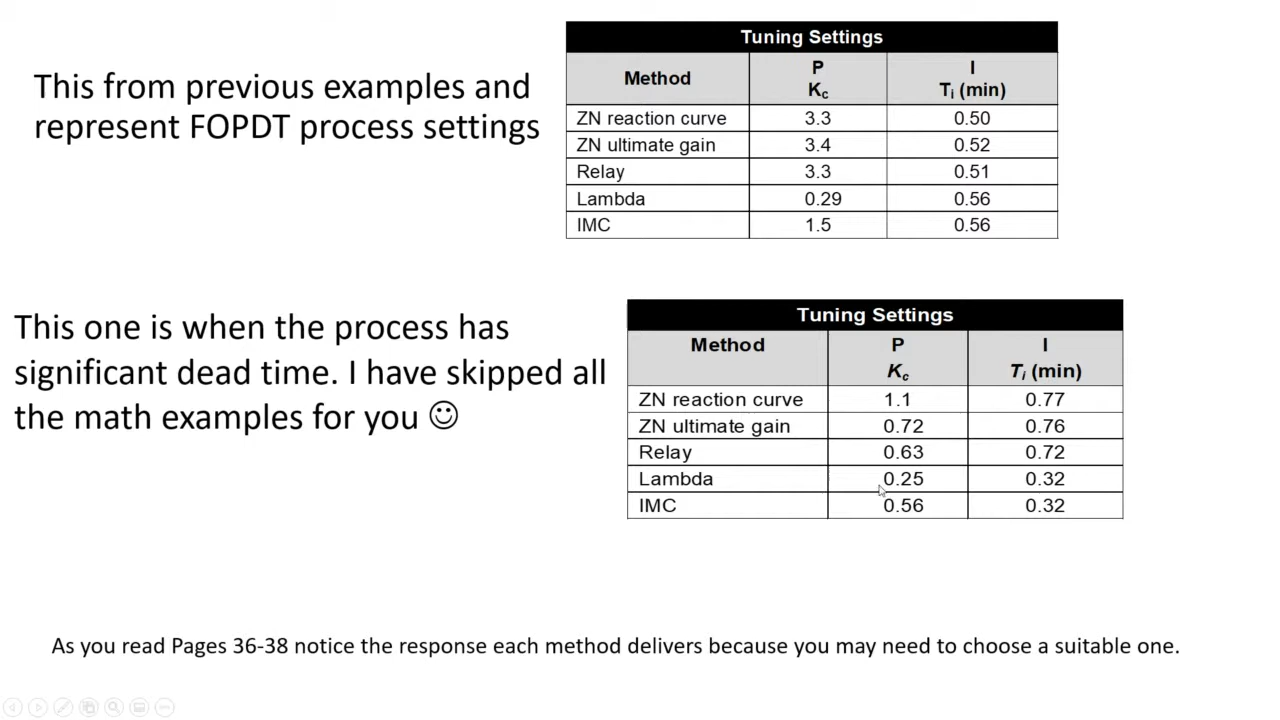 This from previous examples and
represent FOPDT process settings
Tuning Settings
Method P I
Kc Ti (min)
ZN reaction curve 3.3 0.50
ZN ultimate gain 3.4 0.52
Relay 3.3 0.51
Lambda 0.29 0.56
IMC 1.5 0.56
This one is when the process has
significant dead time. I have skipped all
the math examples for you ☺
Tuning Settings
Method P I
Kc Ti (min)
ZN reaction curve 1.1 0.77
ZN ultimate gain 0.72 0.76
Relay 0.63 0.72
Lambda 0.25 0.32
IMC 0.56 0.32
As you read Pages 36-38 notice the response each method delivers because you may need to choose a suitable one.